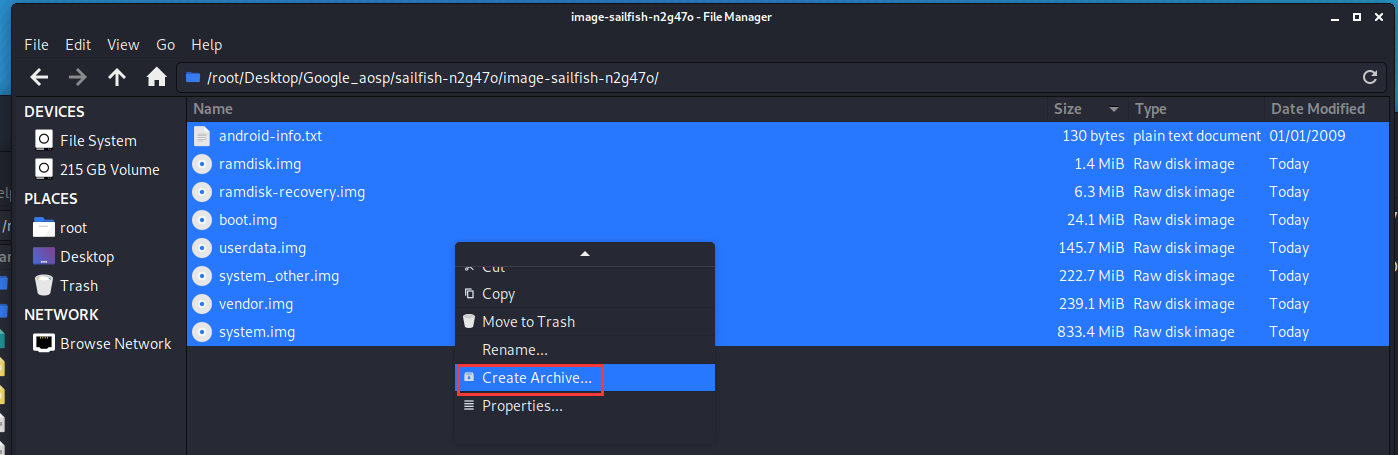 image-sailfish-n2g47o - File Manager
File Edit View Go Help
/root/Desktop/Google_aosp/sailfish-n2g47o/image-sailfish-n2g47o/
DEVICES
File System
215 GB Volume
PLACES
root
Desktop
Trash
NETWORK
Browse Network
Name Size Type Date Modified
android-info.txt 130 bytes plain text document 01/01/2009
ramdisk.img 1.4 MiB Raw disk image Today
ramdisk-recovery.img 6.3 MiB Raw disk image Today
boot.img 24.1 MiB Raw disk image Today
userdata.img 145.7 MiB Raw disk image Today
system_other.img 222.7 MiB Raw disk image Today
vendor.img 239.1 MiB Raw disk image Today
system.img 833.4 MiB Raw disk image Today
Cut
Copy
Move to Trash
Rename...
Create Archive...
Properties...